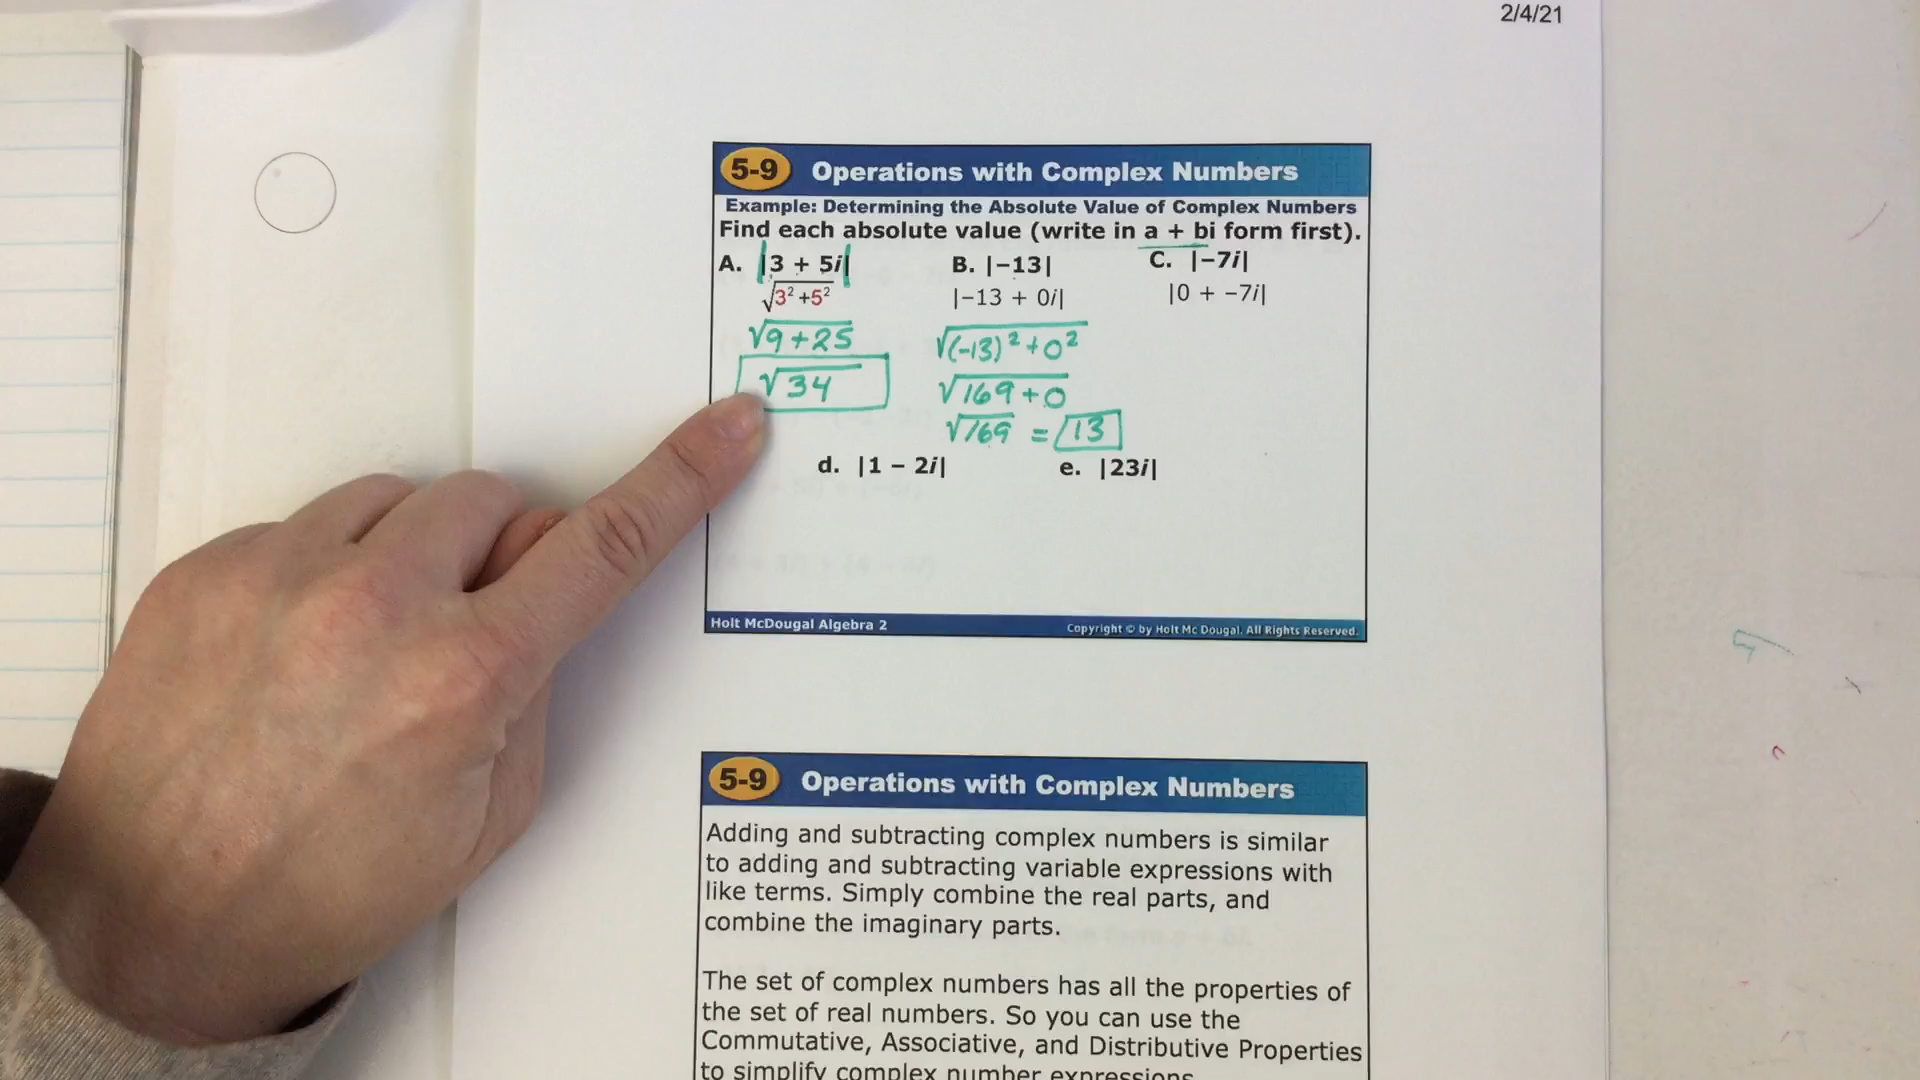 2/4/21
5-9 Operations with Complex Numbers
Example: Determining the Absolute Value of Complex Numbers
Find each absolute value (write in a + bi form first).
A. |3 + 5i|
√3² +5²
√9+25
√34
B. |−13|
|−13 + 0i|
√(-13)² + 0²
√169+0
√169 = 13
C. |−7i|
|0 + −7i|
d. |1 − 2i|
e. |23i|
Holt McDougal Algebra 2
Copyright © by Holt Mc Dougal. All Rights Reserved.
5-9 Operations with Complex Numbers
Adding and subtracting complex numbers is similar
to adding and subtracting variable expressions with
like terms. Simply combine the real parts, and
combine the imaginary parts.
The set of complex numbers has all the properties of
the set of real numbers. So you can use the
Commutative, Associative, and Distributive Properties
to simplify complex number expressions.